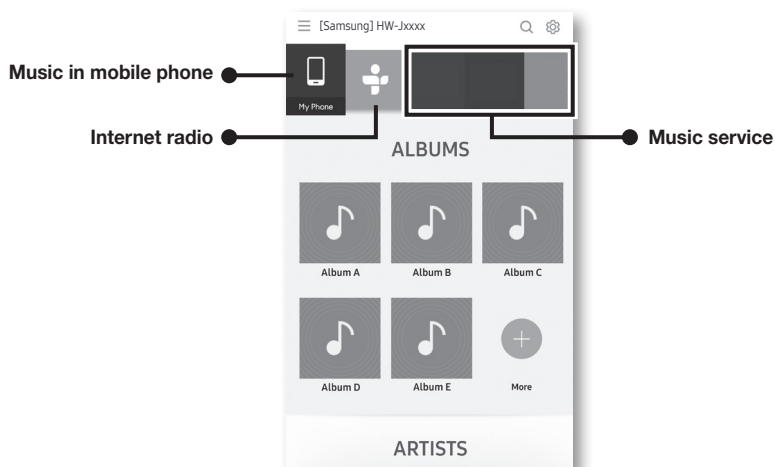 [Samsung] HW-Jxxxx
Music in mobile phone
My Phone
Internet radio
Music service
ALBUMS
Album A
Album B
Album C
Album D
Album E
More
ARTISTS